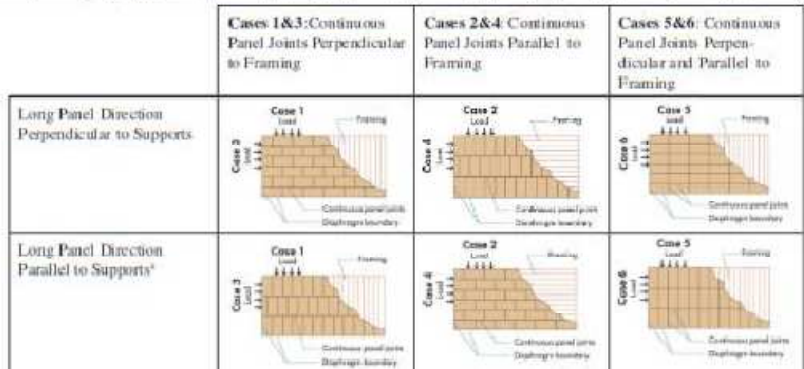 Cases 1&3:Continuous
Panel Joints Perpendicular
to Framing
Cases 2&4: Continuous
Panel Joints Parallel to
Framing
Cases 5&6: Continuous
Panel Joints Perpen-
dicular and Parallel to
Framing
Long Panel Direction
Perpendicular to Supports
Case 1
Load
Framing
Case 3
Load
Continuous panel joints
Diaphragm boundary
Case 2
Load
Framing
Case 4
Load
Continuous panel joint
Diaphragm boundary
Case 5
Load
Framing
Case 6
Load
Continuous panel joints
Diaphragm boundary
Long Panel Direction
Parallel to Supports
Case 1
Load
Framing
Case 3
Load
Continuous panel joints
Diaphragm boundary
Case 2
Load
Framing
Case 4
Load
Continuous panel joints
Diaphragm boundary
Case 5
Load
Framing
Case 6
Load
Continuous panel joints
Diaphragm boundary